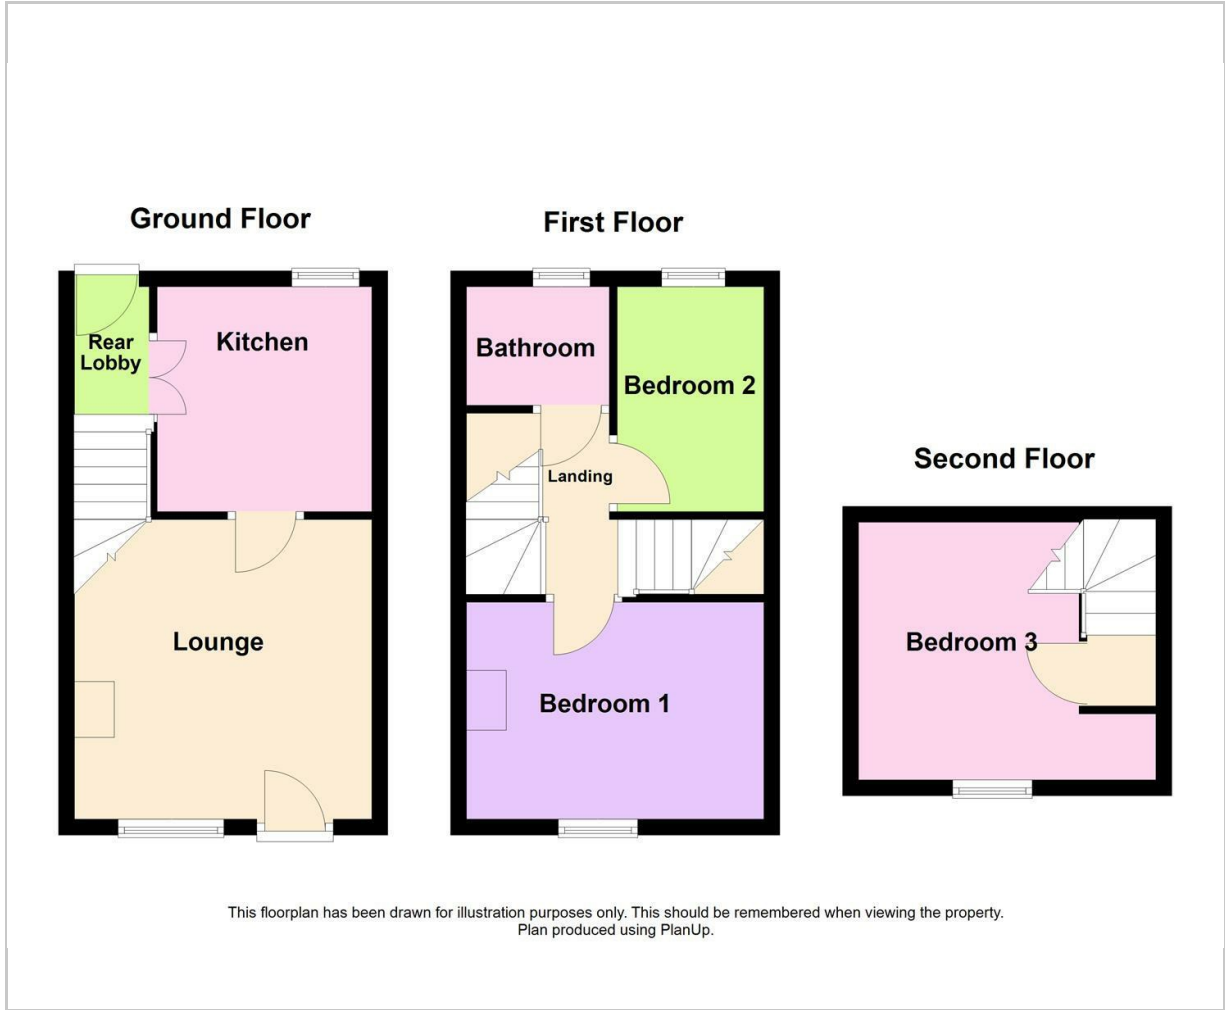 Ground Floor
Rear
Lobby
Kitchen
Lounge
First Floor
Bathroom
Bedroom 2
Landing
Bedroom 1
Second Floor
Bedroom 3
This floorplan has been drawn for illustration purposes only. This should be remembered when viewing the property.
Plan produced using PlanUp.